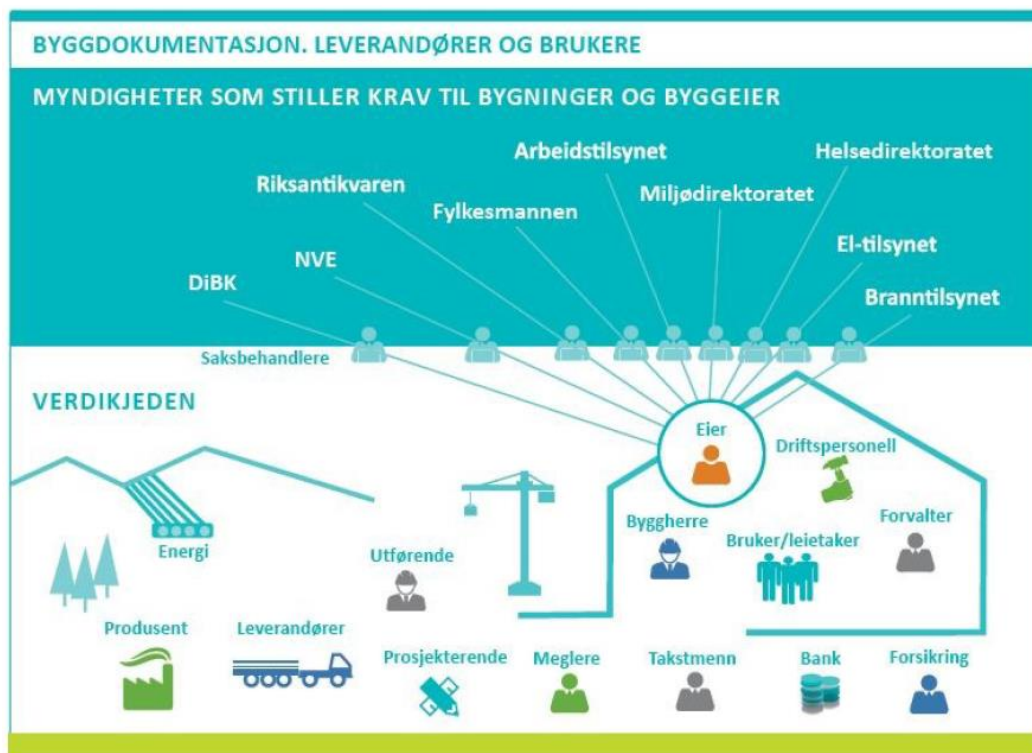 BYGGDOKUMENTASJON. LEVERANDØRER OG BRUKERE
MYNDIGHETER SOM STILLER KRAV TIL BYGNINGER OG BYGGEIER
Arbeidstilsynet
Helsedirektoratet
Riksantikvaren
Miljødirektoratet
Fylkesmannen
El-tilsynet
NVE
DiBK
Branntilsynet
Saksbehandlere
VERDIKJEDEN
Eier
Driftspersonell
Byggherre
Bruker/leietaker
Forvalter
Energi
Utførende
Produsent
Leverandører
Prosjekterende
Meglere
Takstmenn
Bank
Forsikring